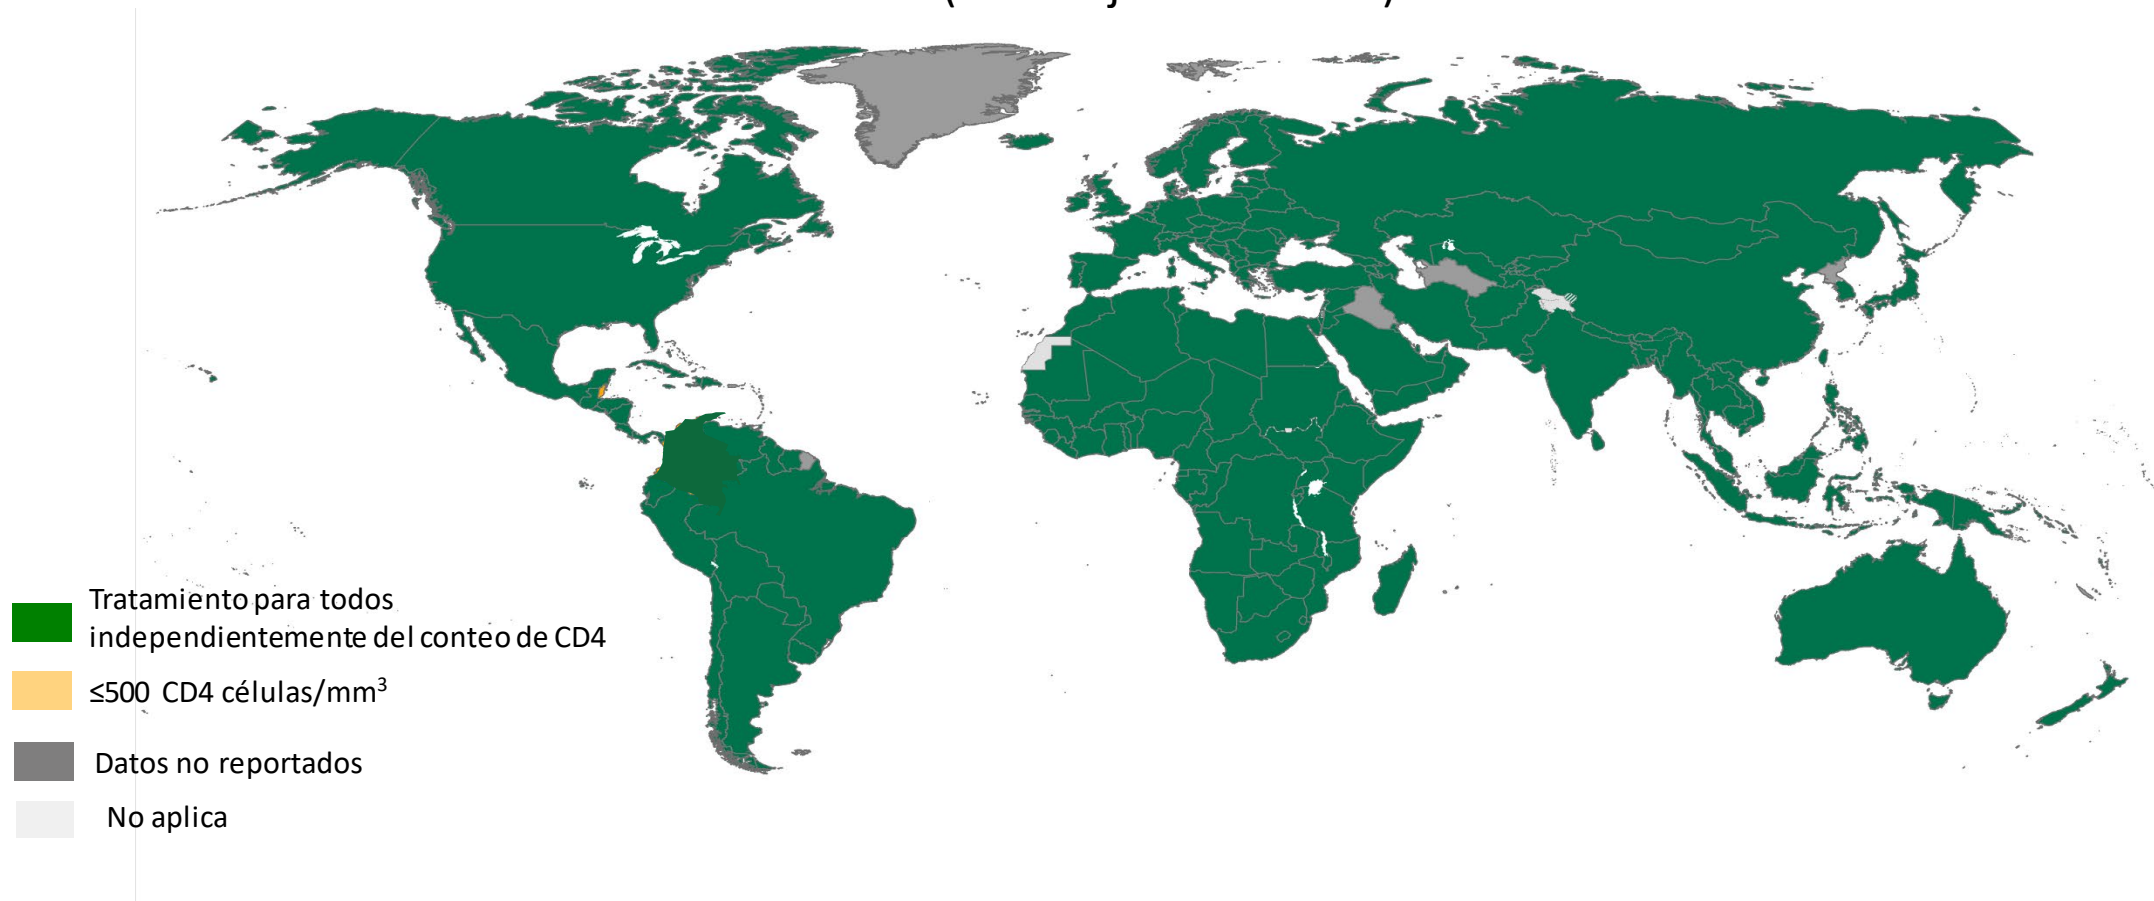 Tratamiento para todos
independientemente del conteo de CD4
≤500 CD4 células/mm³
Datos no reportados
No aplica